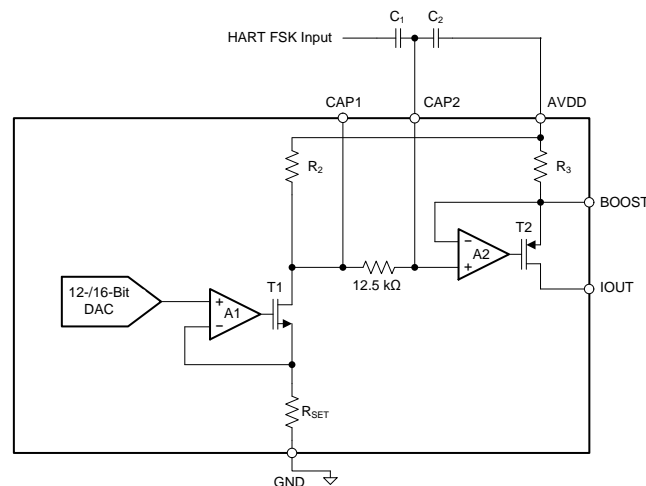 C1 C2
HART FSK Input
CAP1 CAP2 AVDD
R2 R3
BOOST
T2
− A2 +
12.5 kΩ
IOUT
T1
12-/16-Bit
DAC
+ A1 −
RSET
GND